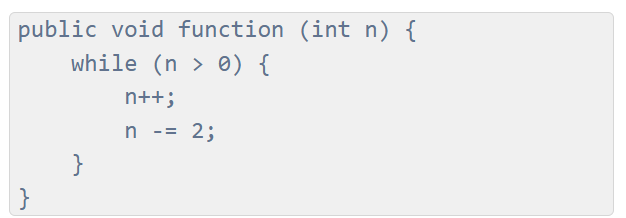 public void function (int n) {
    while (n > 0) {
        n++;
        n -= 2;
    }
}